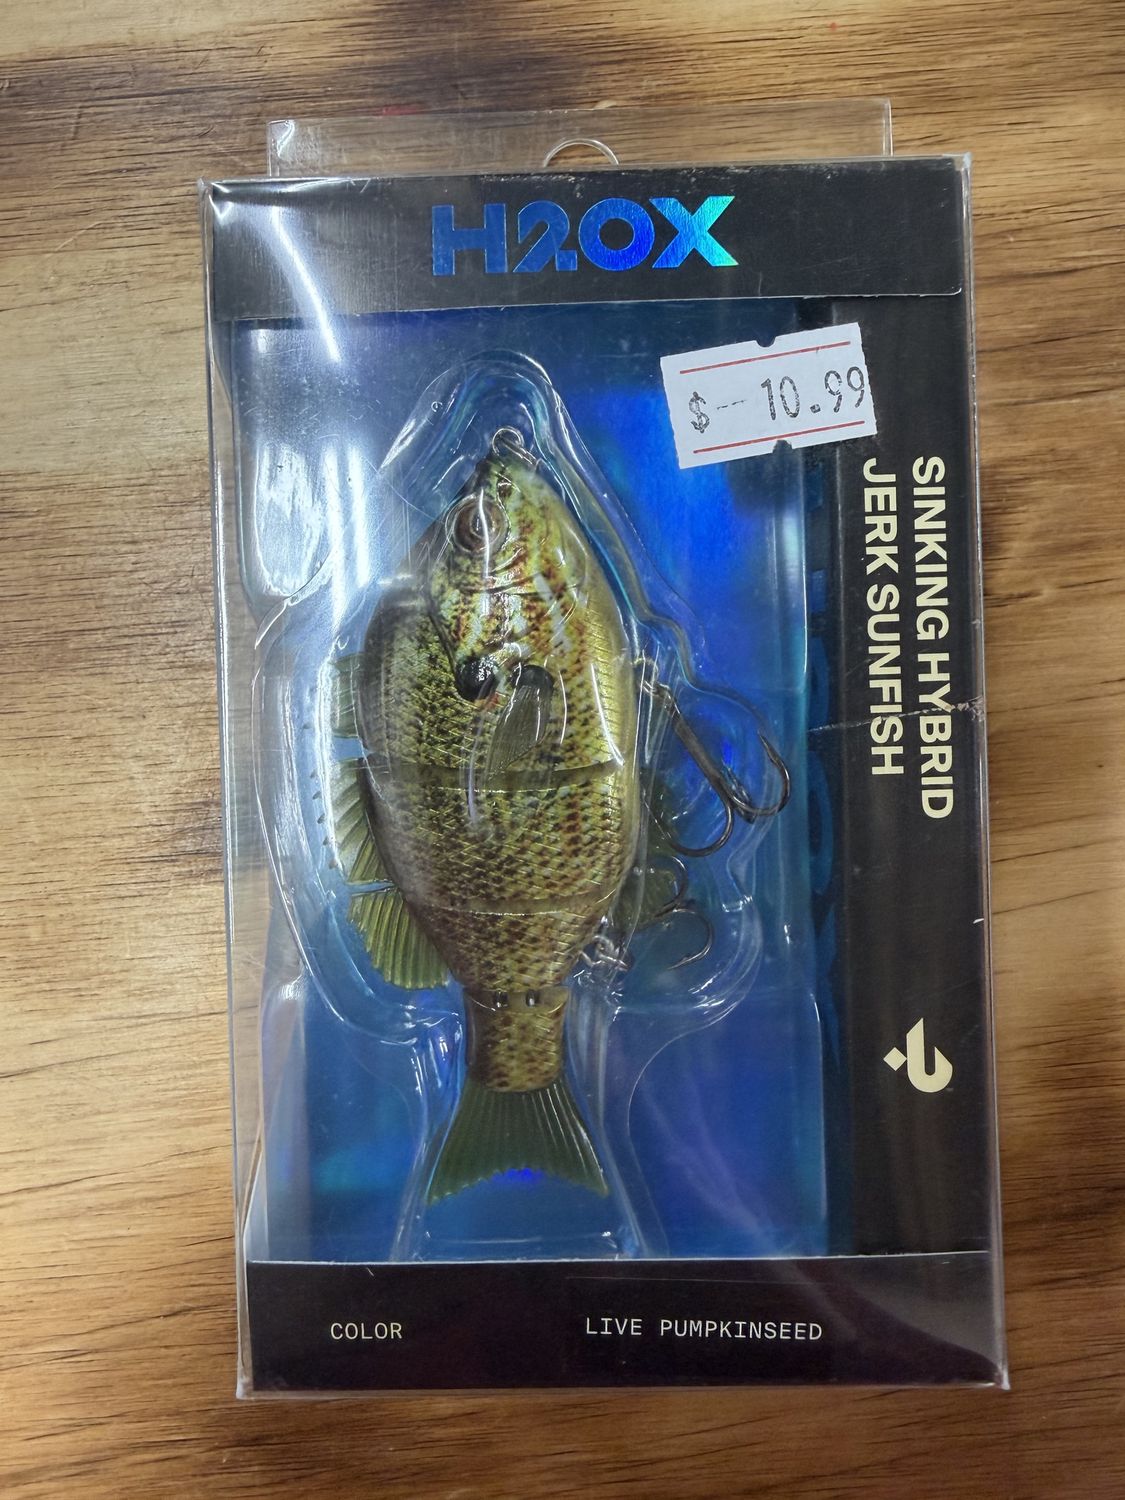 H2OX
$ -- 10.99
SINKING HYBRID
JERK SUNFISH
COLOR LIVE PUMPKINSEED